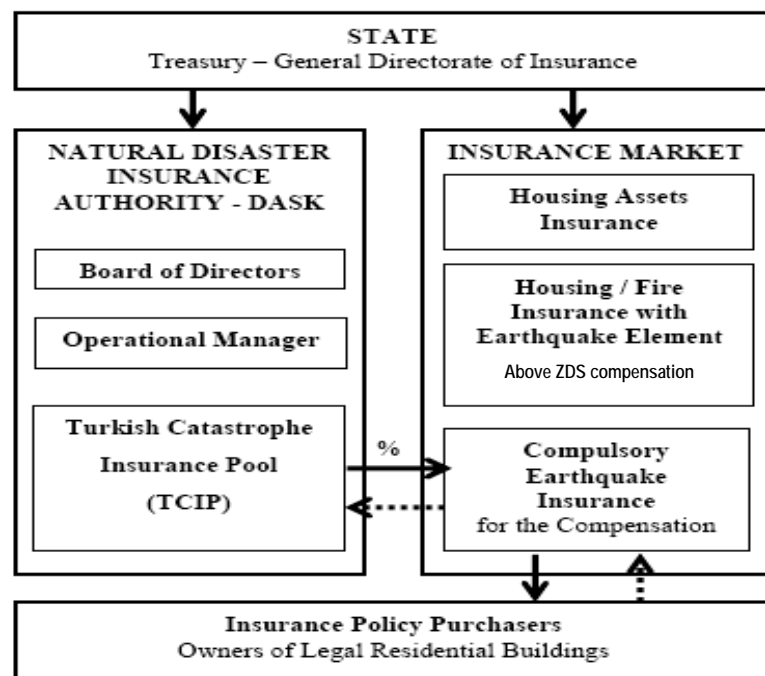 STATE
Treasury – General Directorate of Insurance
NATURAL DISASTER
INSURANCE
AUTHORITY - DASK
Board of Directors
Operational Manager
Turkish Catastrophe
Insurance Pool
(TCIP)
%
INSURANCE MARKET
Housing Assets
Insurance
Housing / Fire
Insurance with
Earthquake Element
Above ZDS compensation
Compulsory
Earthquake
Insurance
for the Compensation
Insurance Policy Purchasers
Owners of Legal Residential Buildings